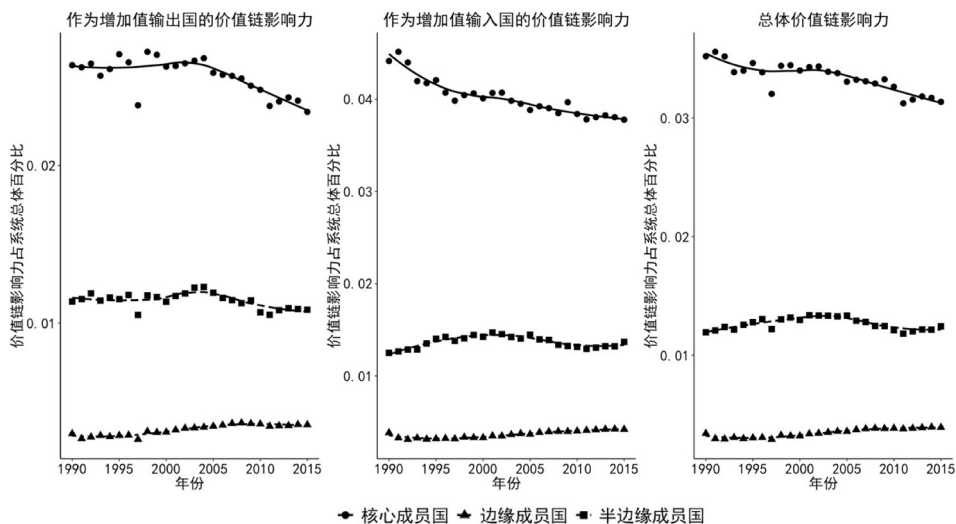 作为增加值输出国的价值链影响力
价值链影响力占系统总体百分比
0.02
0.01
1990 1995 2000 2005 2010 2015
年份
作为增加值输入国的价值链影响力
价值链影响力占系统总体百分比
0.04
0.03
0.02
0.01
1990 1995 2000 2005 2010 2015
年份
总体价值链影响力
价值链影响力占系统总体百分比
0.03
0.02
0.01
1990 1995 2000 2005 2010 2015
年份
核心成员国 边缘成员国 半边缘成员国